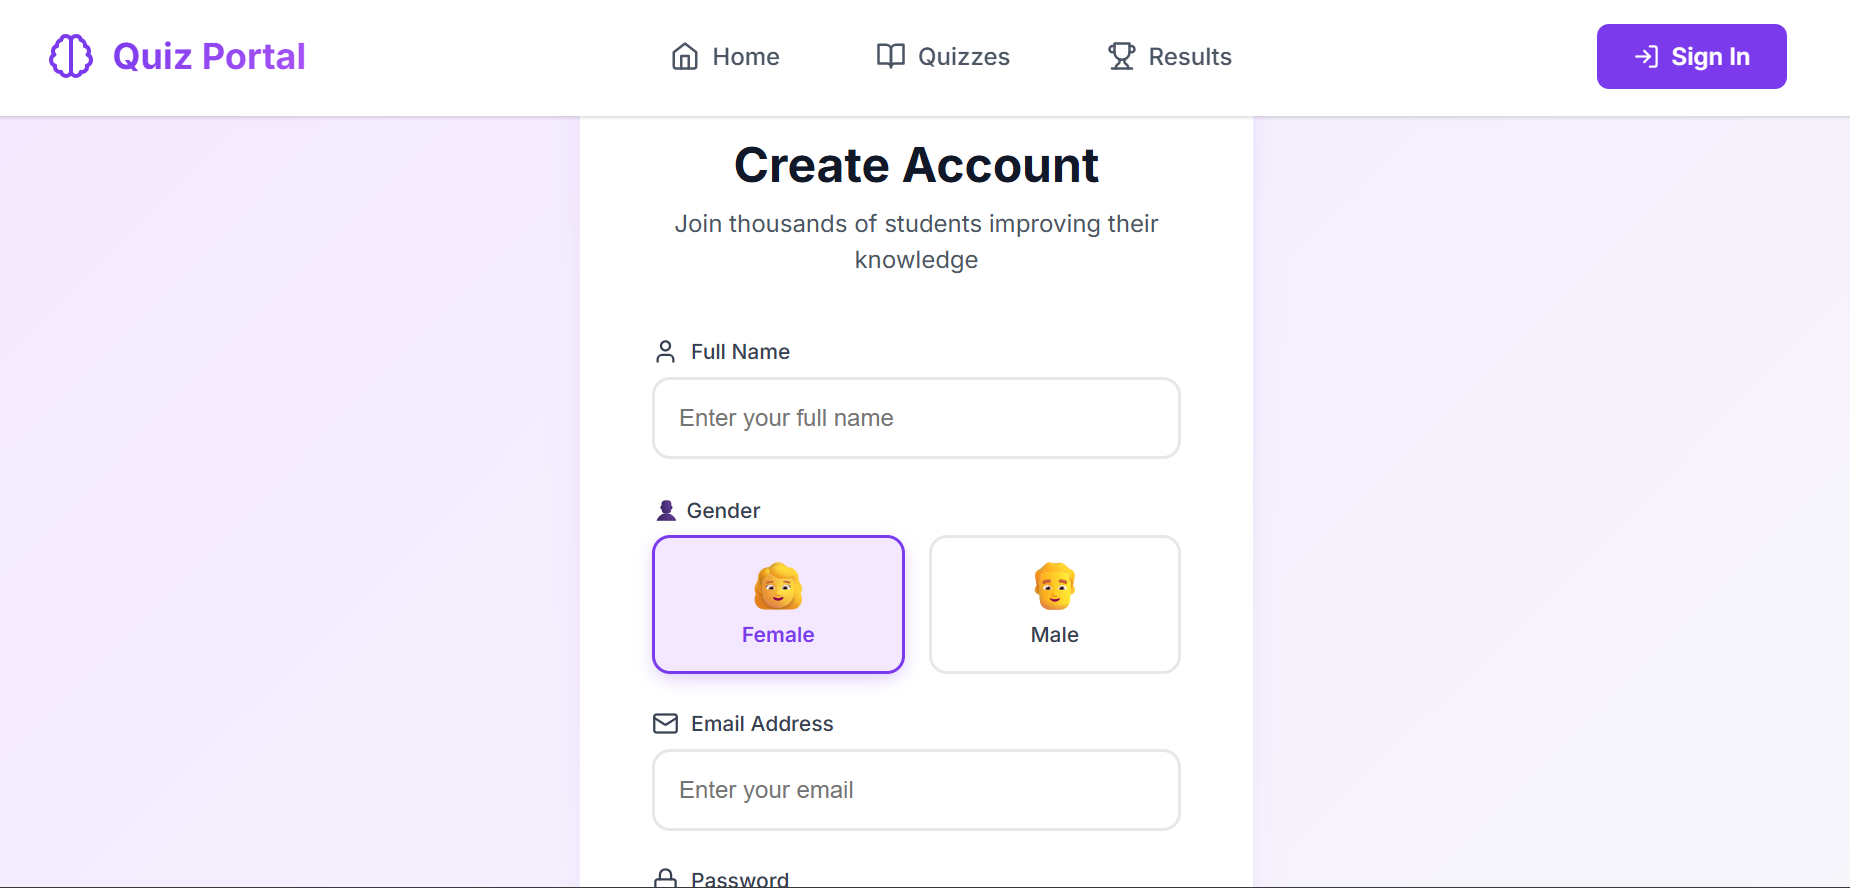 Quiz Portal
Home
Quizzes
Results
Sign In
Create Account
Join thousands of students improving their
knowledge
Full Name
Enter your full name
Gender
Female
Male
Email Address
Enter your email
Password